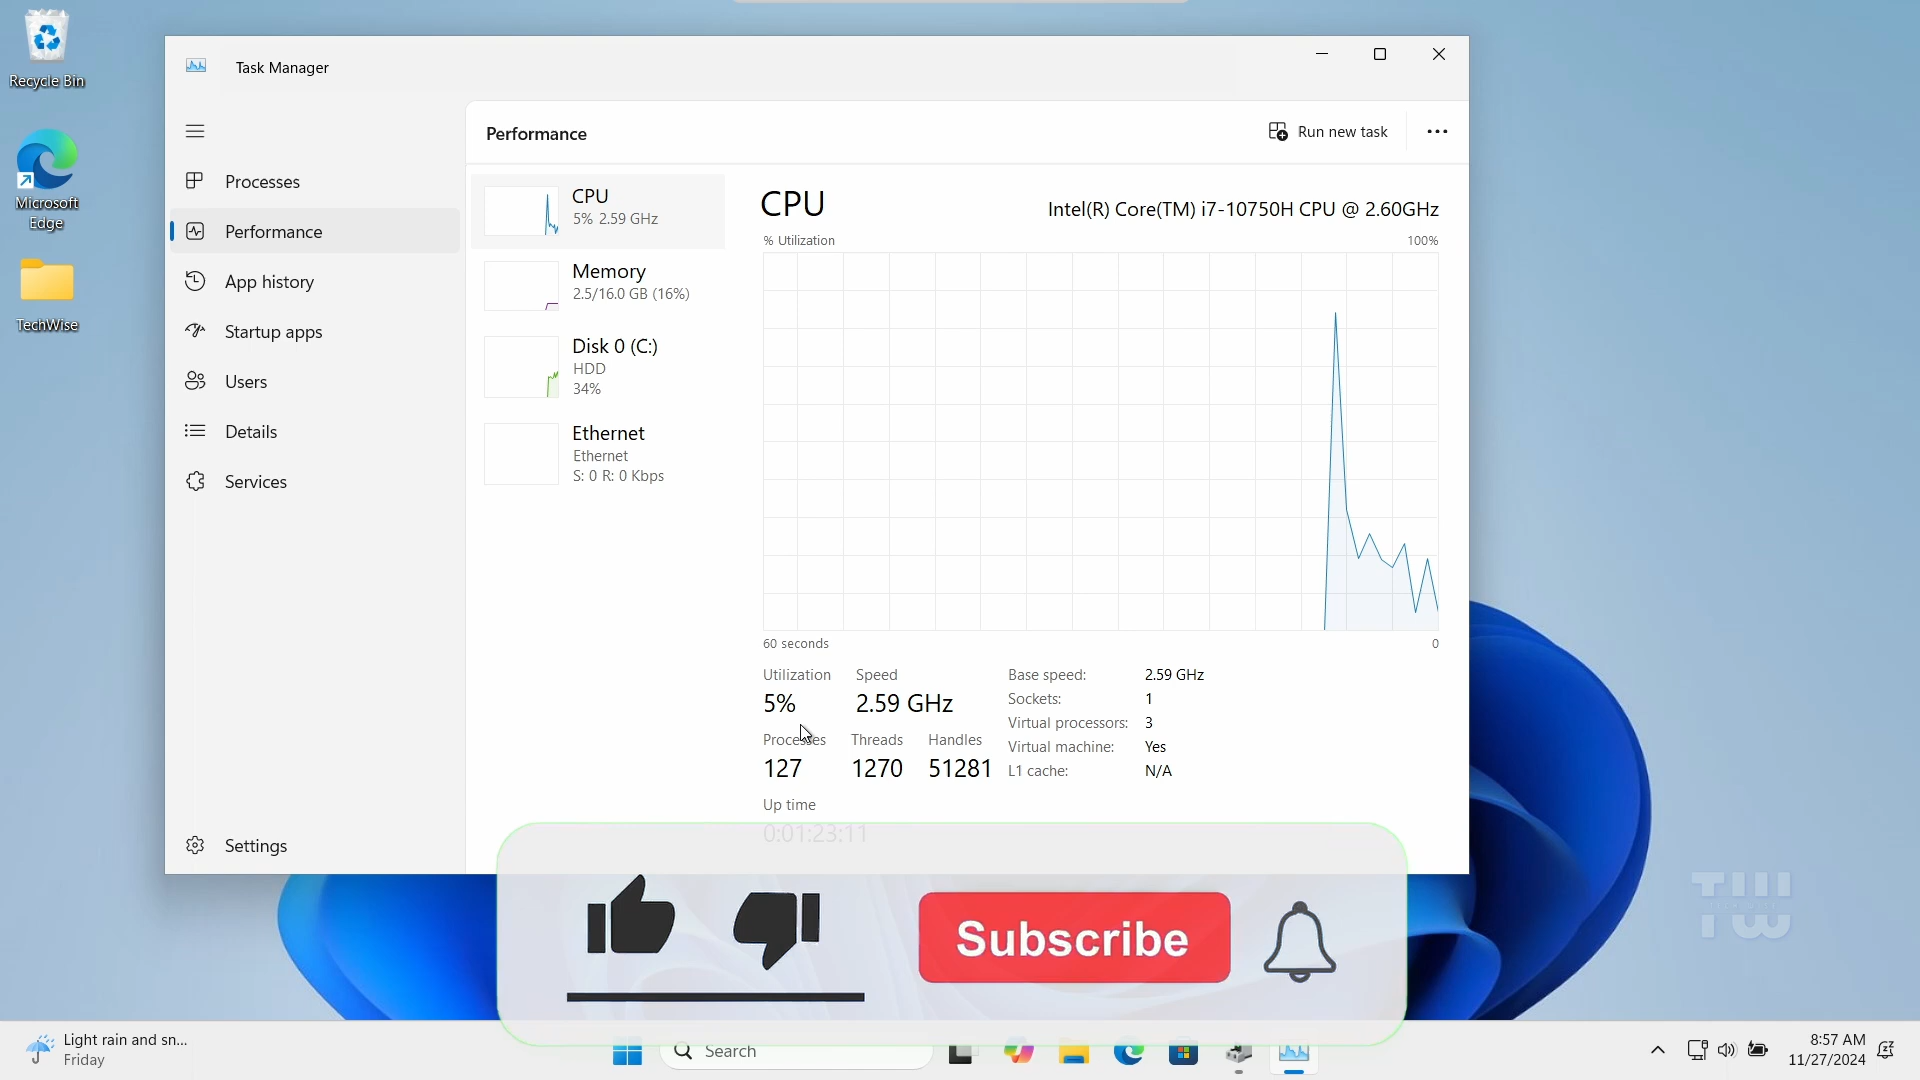 Recycle Bin
Microsoft
Edge
TechWise
Task Manager
Processes
Performance
App history
Startup apps
Users
Details
Services
Settings
Performance
Run new task
CPU
5% 2.59 GHz
Memory
2.5/16.0 GB (16%)
Disk 0 (C:)
HDD
34%
Ethernet
Ethernet
S: 0 R: 0 Kbps
CPU
Intel(R) Core(TM) i7-10750H CPU @ 2.60GHz
% Utilization
100%
60 seconds
0
Utilization
Speed
5%
2.59 GHz
Processes
Threads
Handles
127
1270
51281
Up time
0:01:23:11
Base speed:
2.59 GHz
Sockets:
1
Virtual processors:
3
Virtual machine:
Yes
L1 cache:
N/A
Subscribe
TW
Light rain and sn...
Friday
Search
8:57 AM
11/27/2024